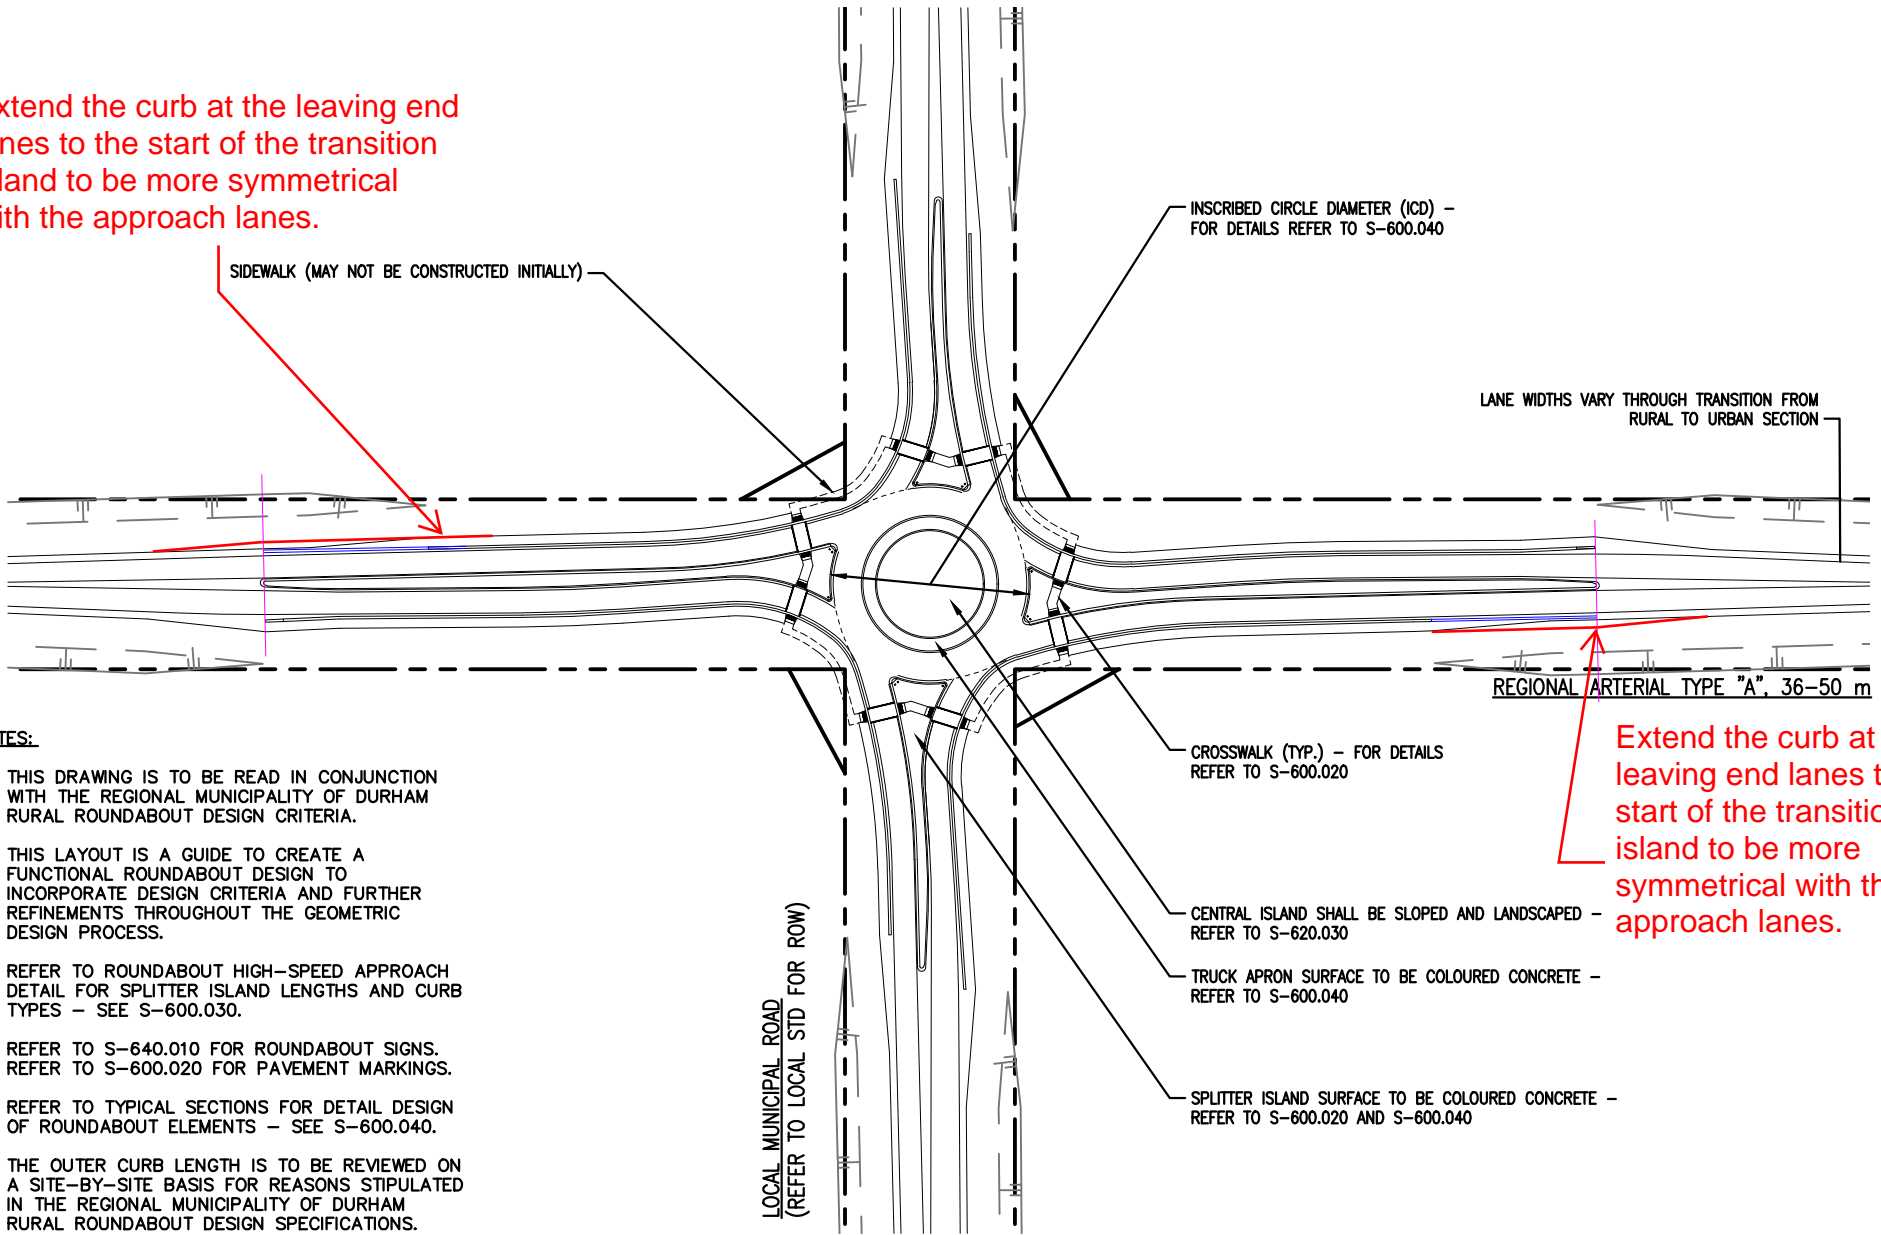 xtend the curb at the leaving end
nes to the start of the transition
land to be more symmetrical
ith the approach lanes.
SIDEWALK (MAY NOT BE CONSTRUCTED INITIALLY)
INSCRIBED CIRCLE DIAMETER (ICD) –
FOR DETAILS REFER TO S-600.040
LANE WIDTHS VARY THROUGH TRANSITION FROM
RURAL TO URBAN SECTION
REGIONAL ARTERIAL TYPE "A", 36-50 m
Extend the curb at
leaving end lanes t
start of the transitio
island to be more
symmetrical with th
approach lanes.
CROSSWALK (TYP.) – FOR DETAILS
REFER TO S-600.020
CENTRAL ISLAND SHALL BE SLOPED AND LANDSCAPED –
REFER TO S-620.030
TRUCK APRON SURFACE TO BE COLOURED CONCRETE –
REFER TO S-600.040
SPLITTER ISLAND SURFACE TO BE COLOURED CONCRETE –
REFER TO S-600.020 AND S-600.040
LOCAL MUNICIPAL ROAD
(REFER TO LOCAL STD FOR ROW)
TES:
THIS DRAWING IS TO BE READ IN CONJUNCTION
WITH THE REGIONAL MUNICIPALITY OF DURHAM
RURAL ROUNDABOUT DESIGN CRITERIA.
THIS LAYOUT IS A GUIDE TO CREATE A
FUNCTIONAL ROUNDABOUT DESIGN TO
INCORPORATE DESIGN CRITERIA AND FURTHER
REFINEMENTS THROUGHOUT THE GEOMETRIC
DESIGN PROCESS.
REFER TO ROUNDABOUT HIGH-SPEED APPROACH
DETAIL FOR SPLITTER ISLAND LENGTHS AND CURB
TYPES – SEE S-600.030.
REFER TO S-640.010 FOR ROUNDABOUT SIGNS.
REFER TO S-600.020 FOR PAVEMENT MARKINGS.
REFER TO TYPICAL SECTIONS FOR DETAIL DESIGN
OF ROUNDABOUT ELEMENTS – SEE S-600.040.
THE OUTER CURB LENGTH IS TO BE REVIEWED ON
A SITE-BY-SITE BASIS FOR REASONS STIPULATED
IN THE REGIONAL MUNICIPALITY OF DURHAM
RURAL ROUNDABOUT DESIGN SPECIFICATIONS.